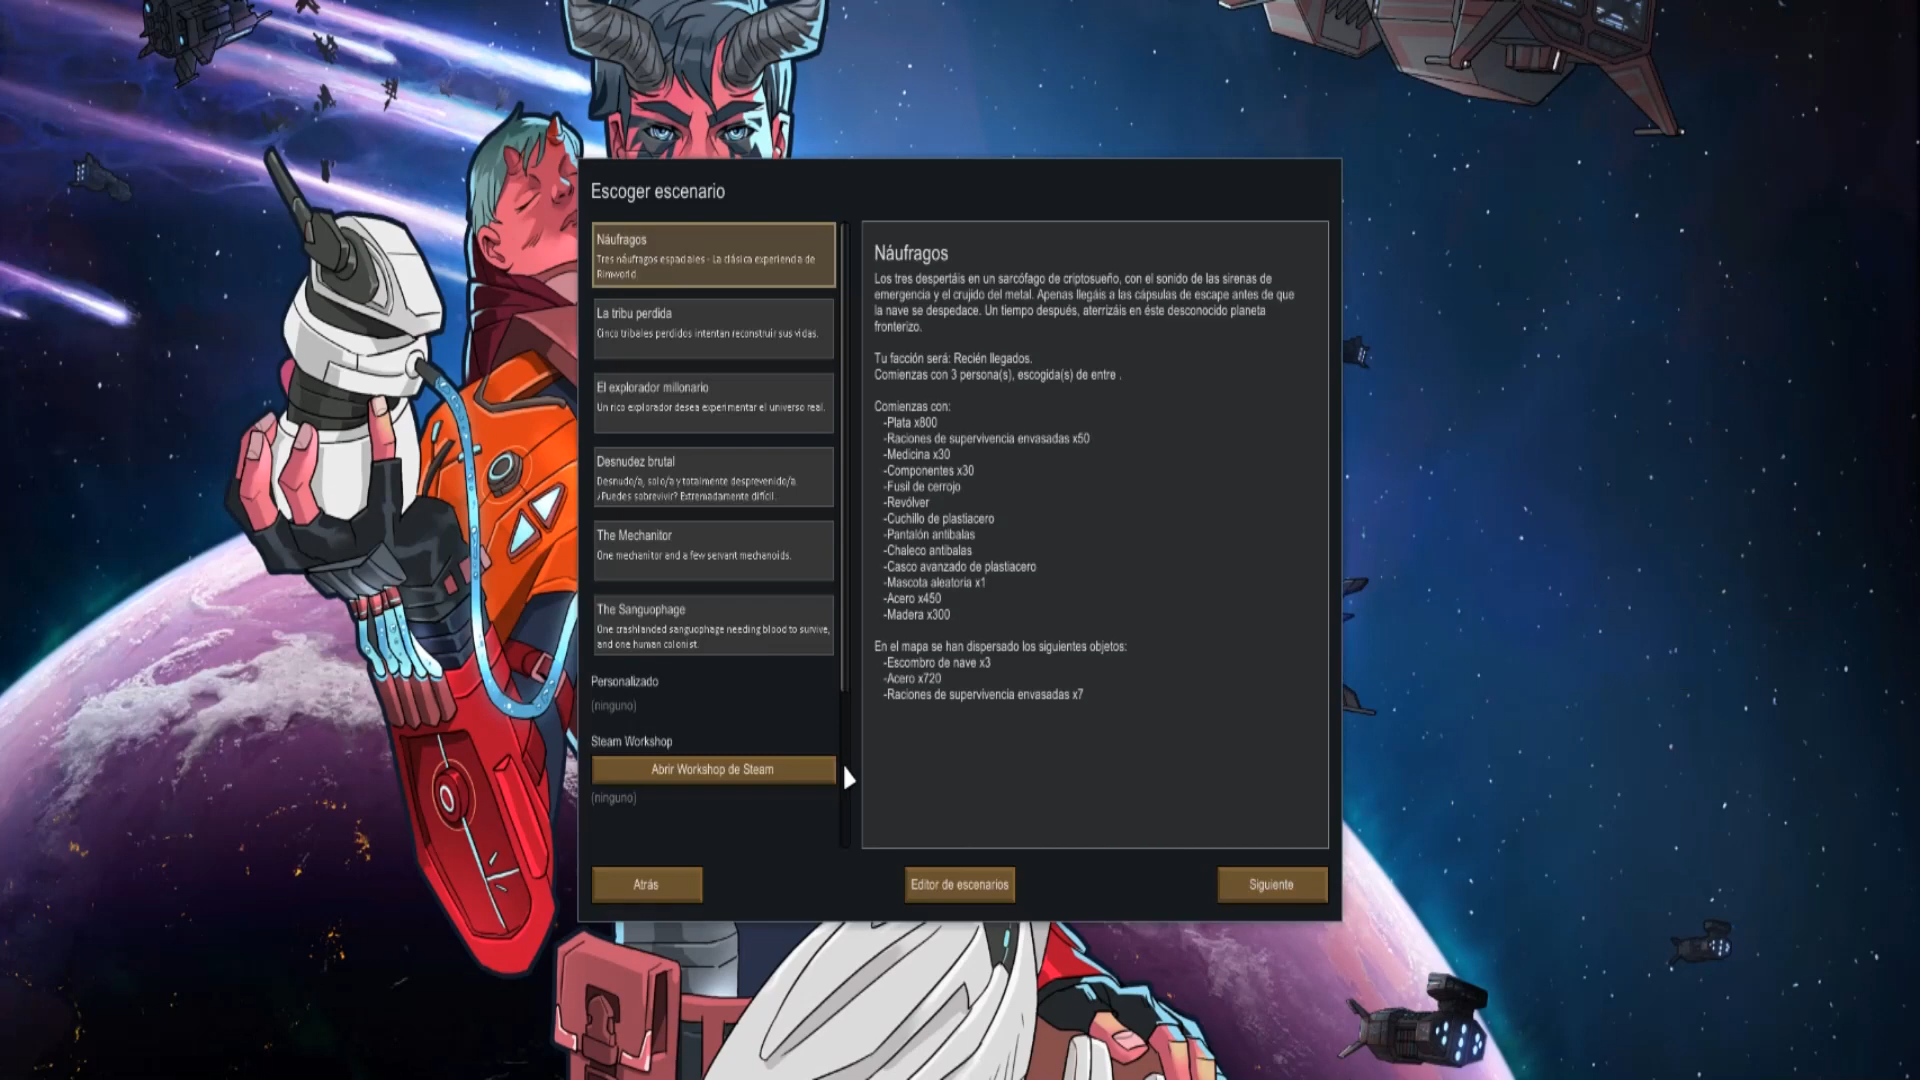 Escoger escenario
Náufragos
Tres náufragos espaciales - La clásica experiencia de
Rimworld.
La tribu perdida
Cinco tribales perdidos intentan reconstruir sus vidas.
El explorador millonario
Un rico explorador desea experimentar el universo real.
Desnudez brutal
Desnudo/a, solo/a y totalmente desprevenido/a.
¿Puedes sobrevivir? Extremadamente difícil.
The Mechanitor
One mechanitor and a few servant mechanoids.
The Sanguophage
One crashlanded sanguophage needing blood to survive,
and one human colonist.
Personalizado
(ninguno)
Steam Workshop
Abrir Workshop de Steam
(ninguno)
Náufragos
Los tres despertáis en un sarcófago de criptosueño, con el sonido de las sirenas de
emergencia y el crujido del metal. Apenas llegáis a las cápsulas de escape antes de que
la nave se despedace. Un tiempo después, aterrizáis en éste desconocido planeta
fronterizo.
Tu facción será: Recién llegados.
Comienzas con 3 persona(s), escogida(s) de entre .
Comienzas con:
-Plata x800
-Raciones de supervivencia envasadas x50
-Medicina x30
-Componentes x30
-Fusil de cerrojo
-Revólver
-Cuchillo de plastiacero
-Pantalón antibalas
-Chaleco antibalas
-Casco avanzado de plastiacero
-Mascota aleatoria x1
-Acero x450
-Madera x300
En el mapa se han dispersado los siguientes objetos:
-Escombro de nave x3
-Acero x720
-Raciones de supervivencia envasadas x7
Atrás
Editor de escenarios
Siguiente